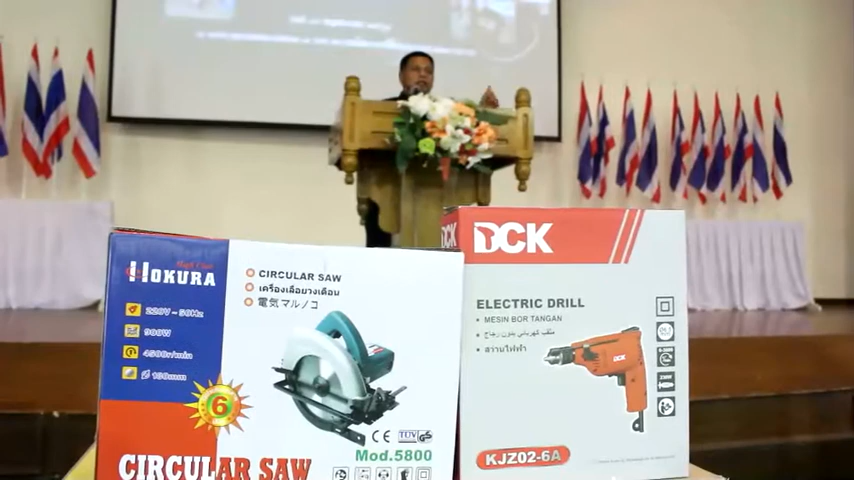 HOKURA
220V~50Hz
900W
4500r/min
Ø 180mm
CIRCULAR SAW
เครื่องเลื่อยวงเดือน
電気マルノコ
6
CIRCULAR SAW
CE
TÜV
Mod.5800
DCK
DCK
ELECTRIC DRILL
MESIN BOR TANGAN
สว่านไฟฟ้า
DCK
KJZ02-6A